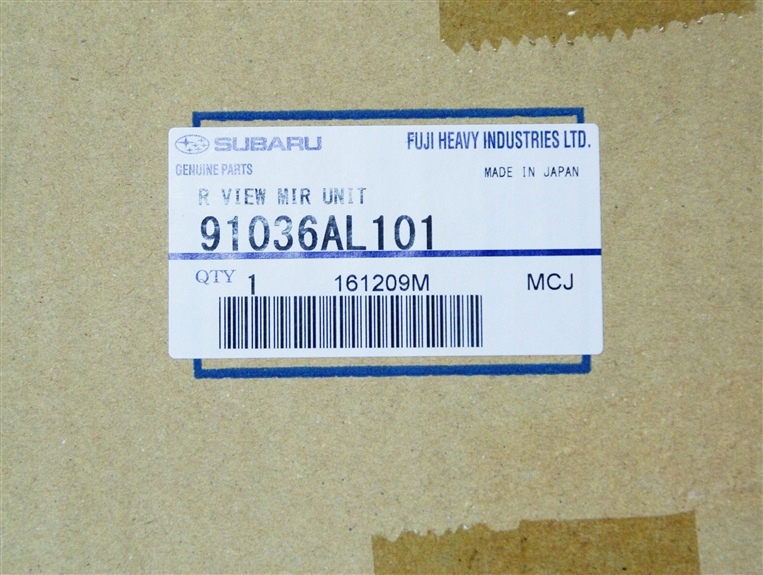 SUBARU FUJI HEAVY INDUSTRIES LTD.
GENUINE PARTS MADE IN JAPAN
R VIEW MIR UNIT
91036AL101
QTY 1 161209M MCJ